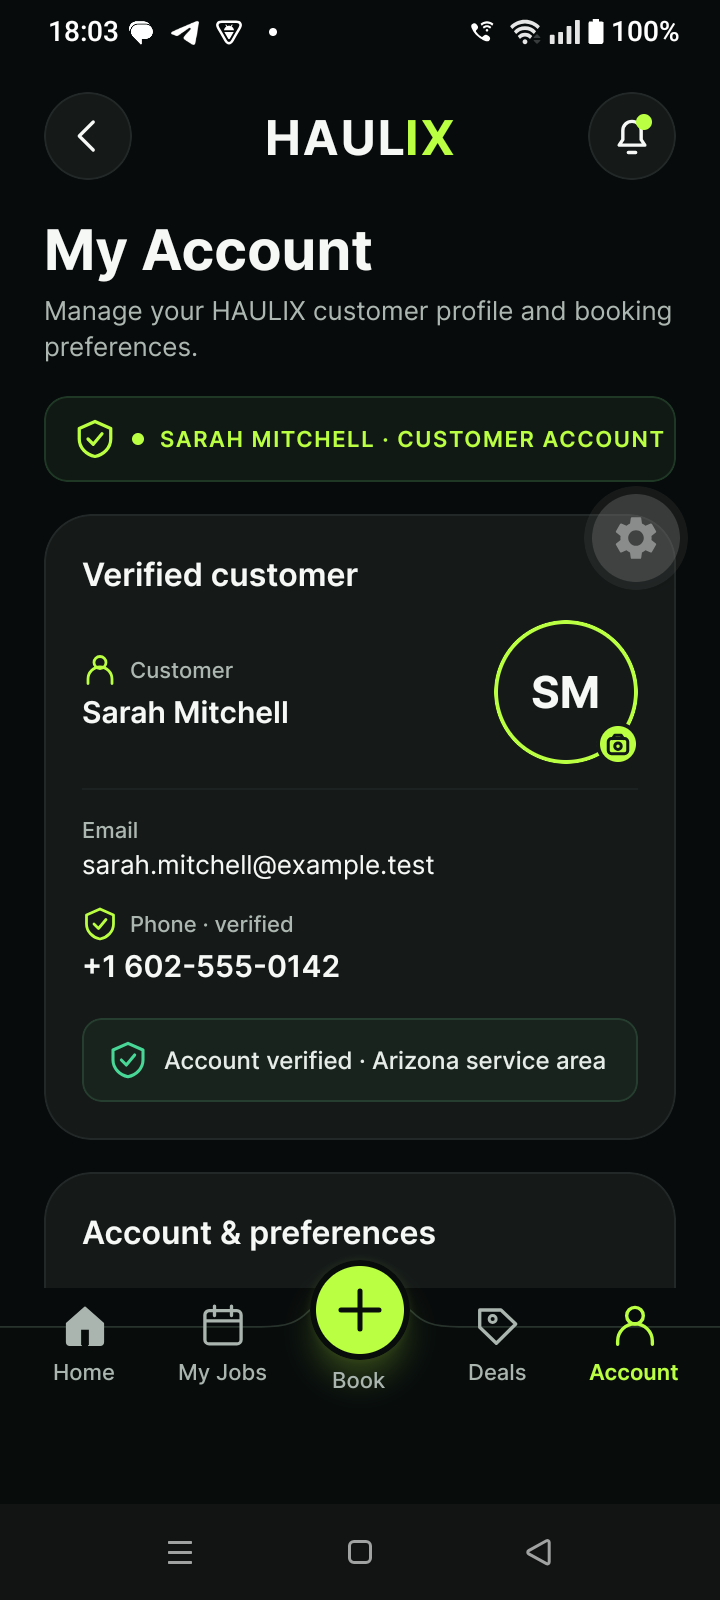 18:03
100%
HAULIX
My Account
Manage your HAULIX customer profile and booking
preferences.
SARAH MITCHELL · CUSTOMER ACCOUNT
Verified customer
Customer
Sarah Mitchell
SM
Email
sarah.mitchell@example.test
Phone · verified
+1 602-555-0142
Account verified · Arizona service area
Account & preferences
Home
My Jobs
Book
Deals
Account